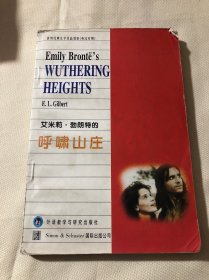 Emily Brontë's
WUTHERING
HEIGHTS
E. L. Gilbert
艾米莉·勃朗特的
呼啸山庄
外语教学与研究出版社
Simon & Schuster国际出版公司